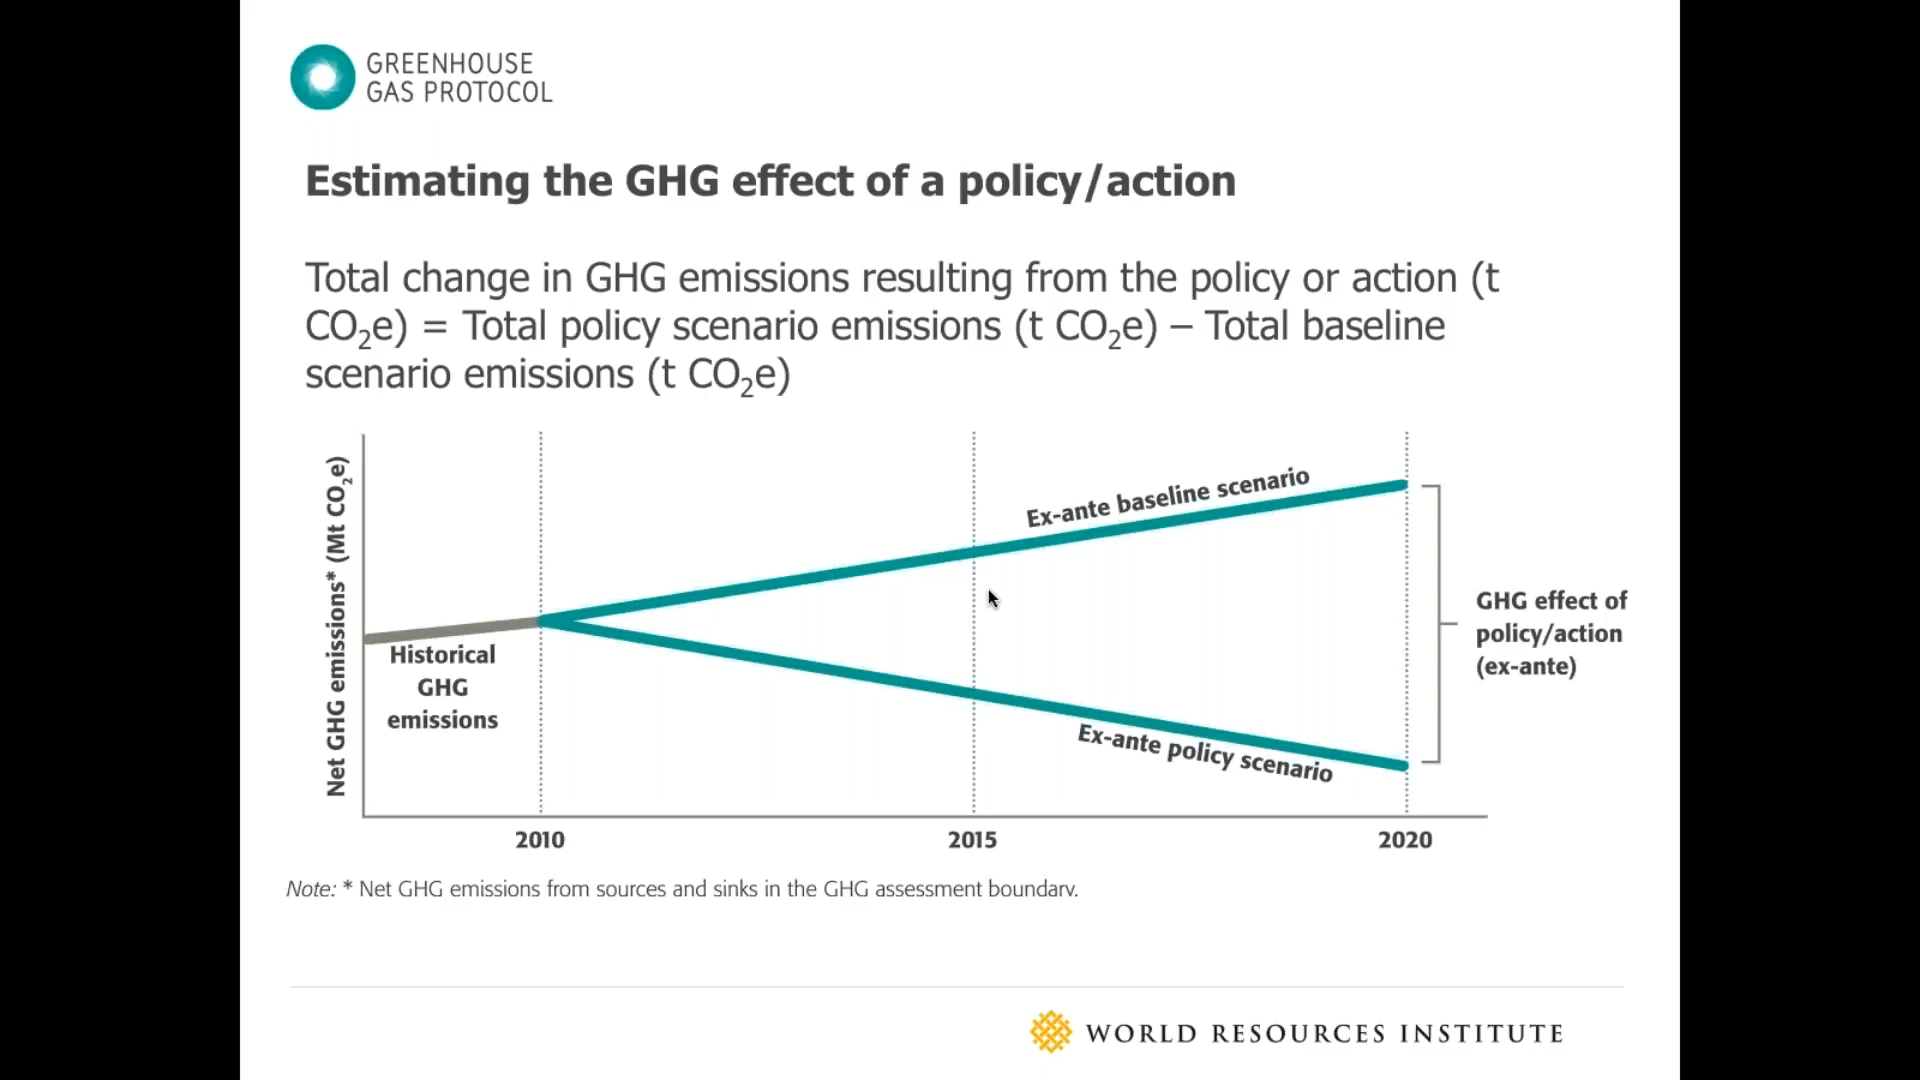 GREENHOUSE
GAS PROTOCOL
Estimating the GHG effect of a policy/action
Total change in GHG emissions resulting from the policy or action (t
CO₂e) = Total policy scenario emissions (t CO₂e) – Total baseline
scenario emissions (t CO₂e)
Net GHG emissions* (Mt CO₂e)
Ex-ante baseline scenario
Historical
GHG
emissions
Ex-ante policy scenario
GHG effect of
policy/action
(ex-ante)
2010
2015
2020
Note: * Net GHG emissions from sources and sinks in the GHG assessment boundary.
WORLD RESOURCES INSTITUTE